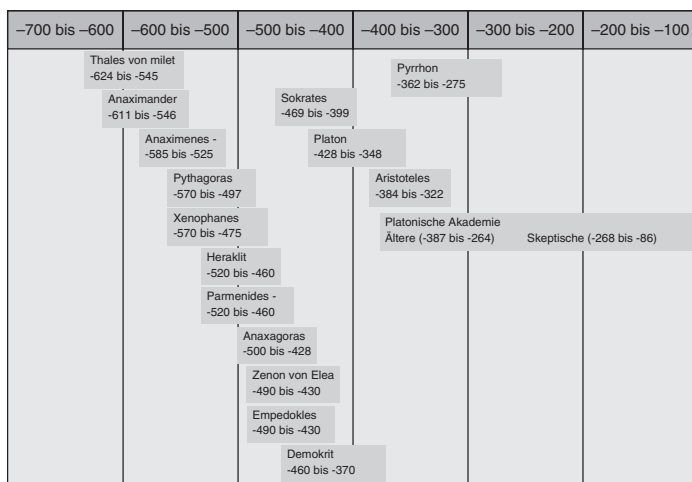 –700 bis –600 –600 bis –500 –500 bis –400 –400 bis –300 –300 bis –200 –200 bis –100
Thales von milet
-624 bis -545
Pyrrhon
-362 bis -275
Anaximander
-611 bis -546
Sokrates
-469 bis -399
Anaximenes -
-585 bis -525
Platon
-428 bis -348
Pythagoras
-570 bis -497
Aristoteles
-384 bis -322
Xenophanes
-570 bis -475
Platonische Akademie
Ältere (-387 bis -264) Skeptische (-268 bis -86)
Heraklit
-520 bis -460
Parmenides -
-520 bis -460
Anaxagoras
-500 bis -428
Zenon von Elea
-490 bis -430
Empedokles
-490 bis -430
Demokrit
-460 bis -370